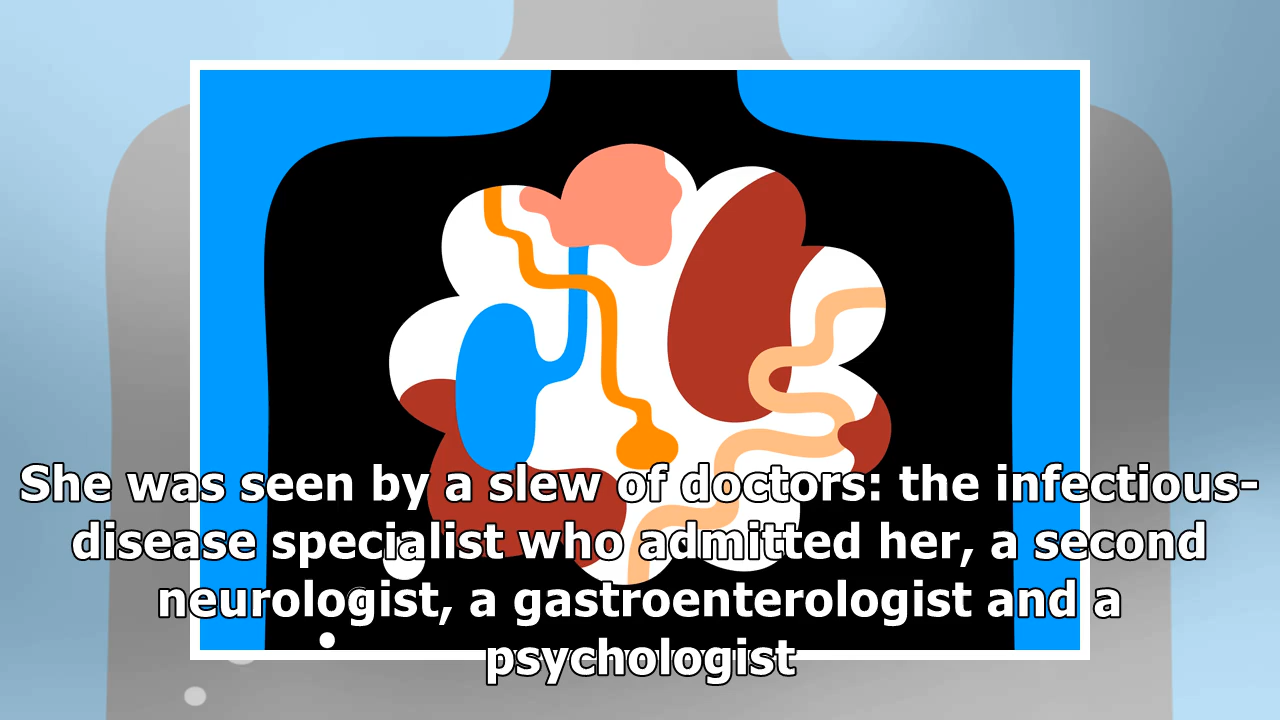 She was seen by a slew of doctors: the infectious-
disease specialist who admitted her, a second
neurologist, a gastroenterologist and a
psychologist